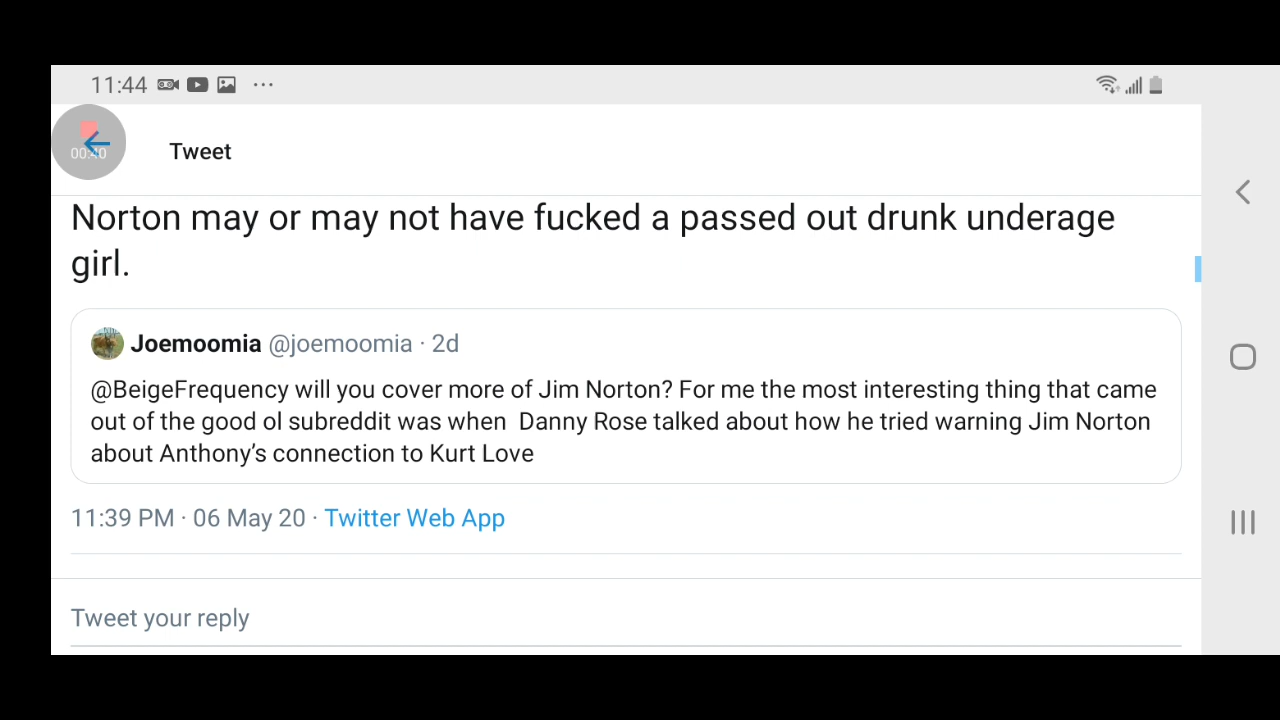 11:44
00:40
Tweet
Norton may or may not have fucked a passed out drunk underage
girl.
Joemoomia @joemoomia · 2d
@BeigeFrequency will you cover more of Jim Norton? For me the most interesting thing that came
out of the good ol subreddit was when  Danny Rose talked about how he tried warning Jim Norton
about Anthony’s connection to Kurt Love
11:39 PM · 06 May 20 · Twitter Web App
Tweet your reply